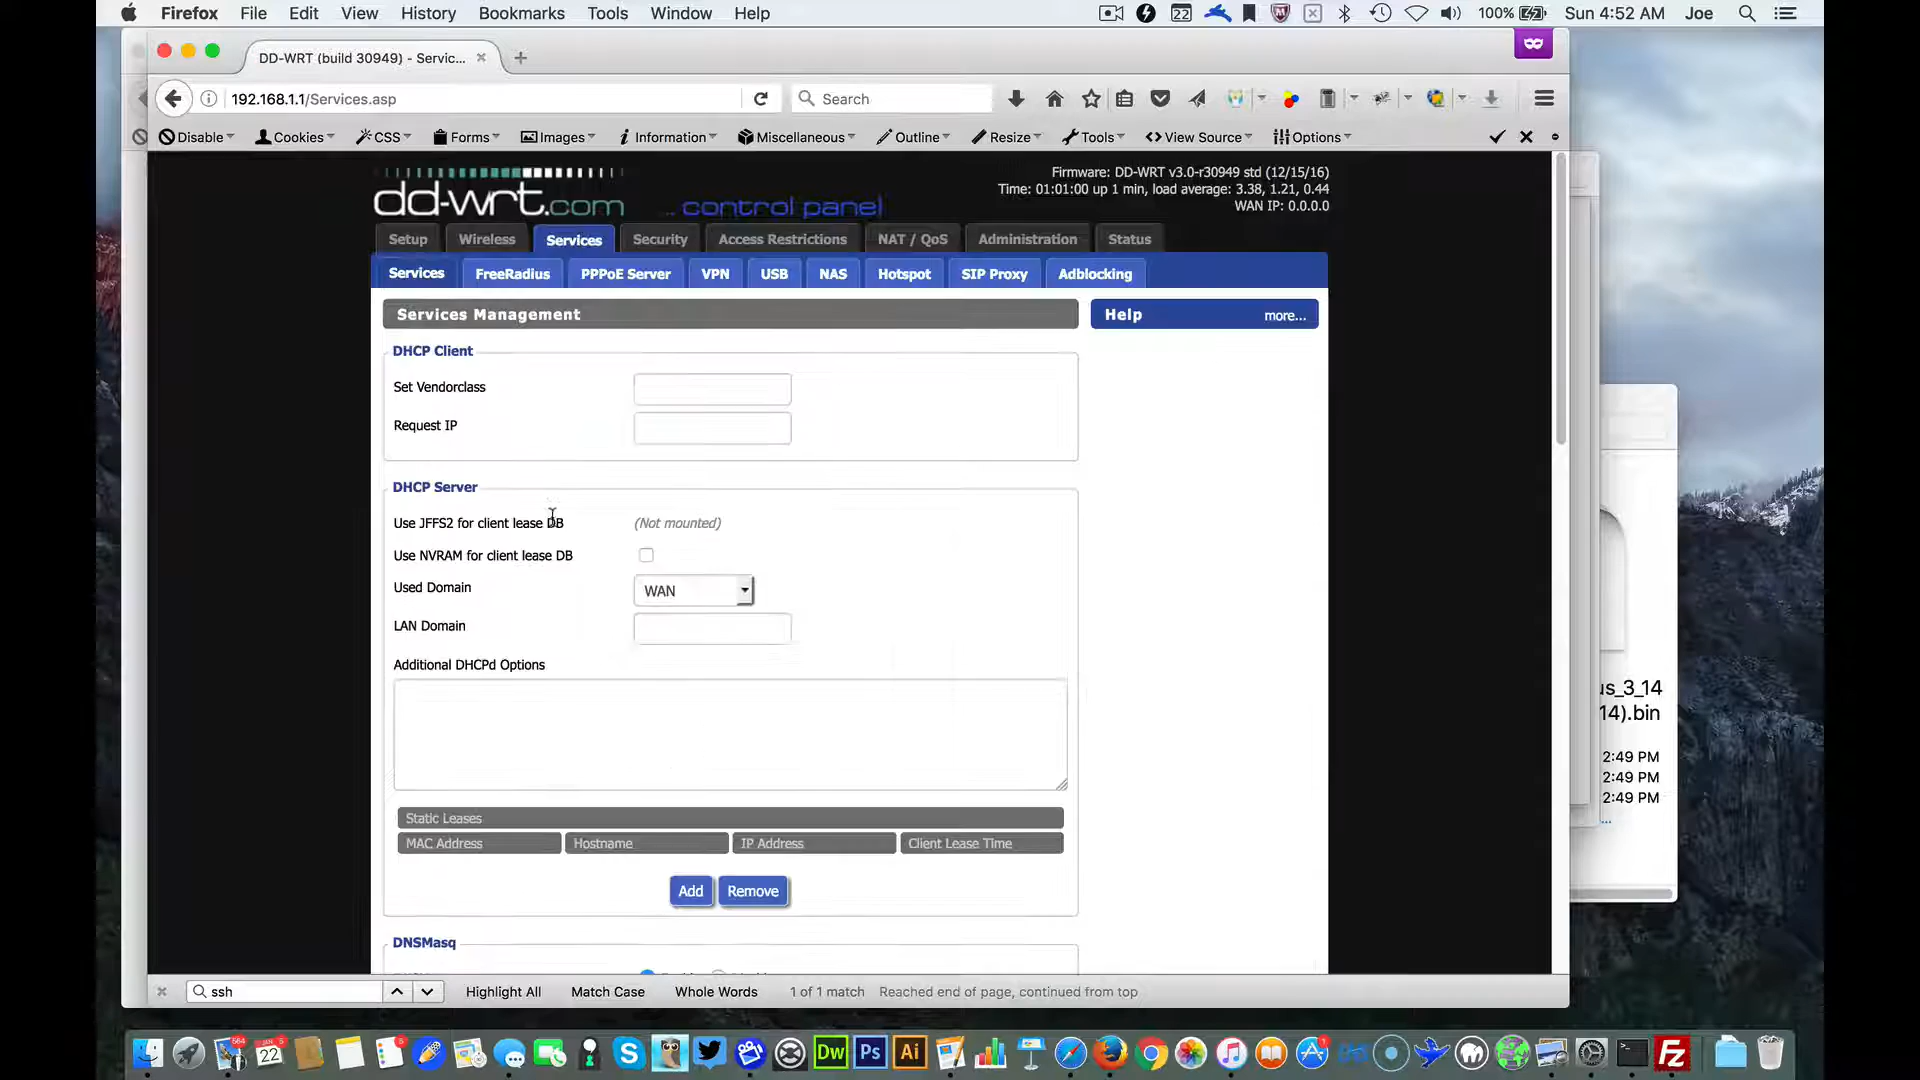 Firefox File Edit View History Bookmarks Tools Window Help 22 100% Sun 4:52 AM Joe
DD-WRT (build 30949) - Servic...
192.168.1.1/Services.asp Search
Disable Cookies CSS Forms Images Information Miscellaneous Outline Resize Tools View Source Options
dd-wrt.com ... control panel
Firmware: DD-WRT v3.0-r30949 std (12/15/16)
Time: 01:01:00 up 1 min, load average: 3.38, 1.21, 0.44
WAN IP: 0.0.0.0
Setup Wireless Services Security Access Restrictions NAT / QoS Administration Status
Services FreeRadius PPPoE Server VPN USB NAS Hotspot SIP Proxy Adblocking
Services Management
Help more...
DHCP Client
Set Vendorclass
Request IP
DHCP Server
Use JFFS2 for client lease DB (Not mounted)
Use NVRAM for client lease DB
Used Domain WAN
LAN Domain
Additional DHCPd Options
Static Leases
MAC Address Hostname IP Address Client Lease Time
Add Remove
DNSMasq
us_3_14
14).bin
2:49 PM
2:49 PM
2:49 PM
...
ssh Highlight All Match Case Whole Words 1 of 1 match Reached end of page, continued from top
22 Dw Ps Ai Fz